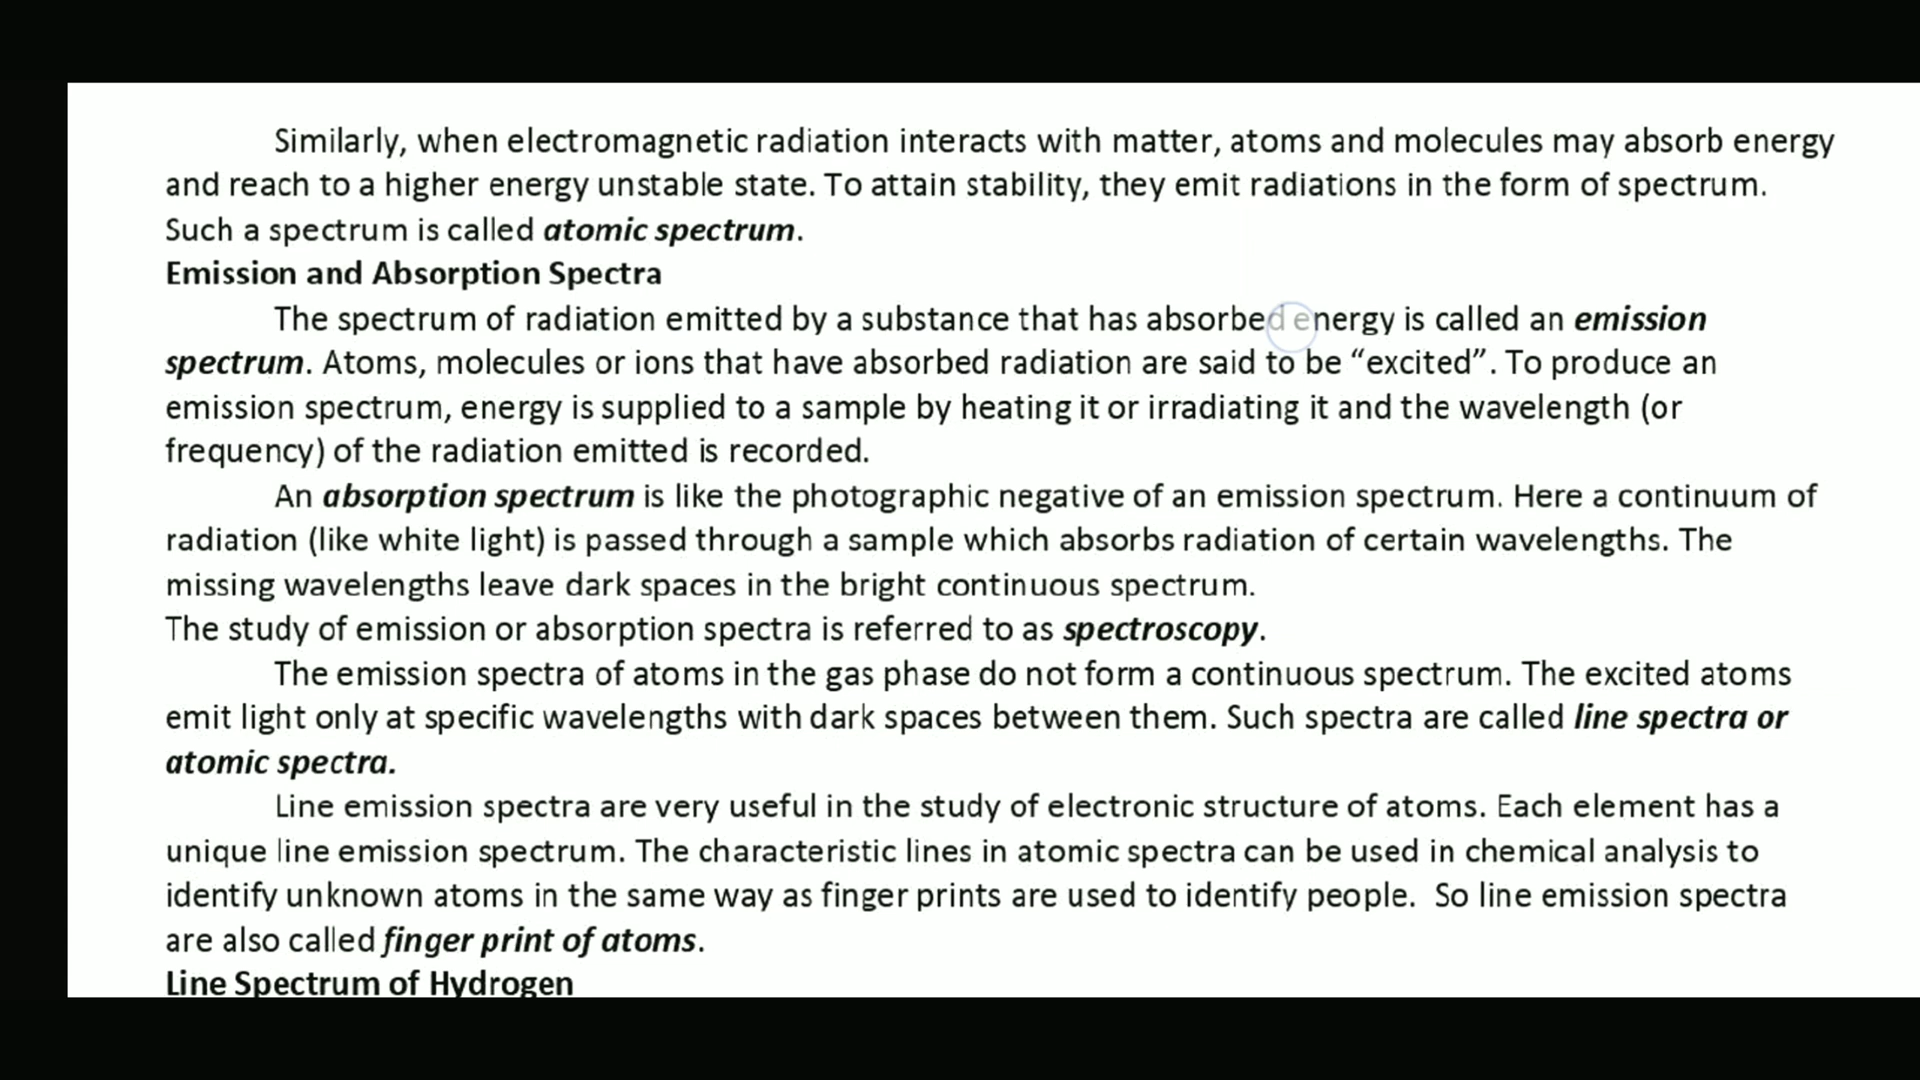 Similarly, when electromagnetic radiation interacts with matter, atoms and molecules may absorb energy
and reach to a higher energy unstable state. To attain stability, they emit radiations in the form of spectrum.
Such a spectrum is called atomic spectrum.
Emission and Absorption Spectra
The spectrum of radiation emitted by a substance that has absorbed energy is called an emission
spectrum. Atoms, molecules or ions that have absorbed radiation are said to be “excited”. To produce an
emission spectrum, energy is supplied to a sample by heating it or irradiating it and the wavelength (or
frequency) of the radiation emitted is recorded.
An absorption spectrum is like the photographic negative of an emission spectrum. Here a continuum of
radiation (like white light) is passed through a sample which absorbs radiation of certain wavelengths. The
missing wavelengths leave dark spaces in the bright continuous spectrum.
The study of emission or absorption spectra is referred to as spectroscopy.
The emission spectra of atoms in the gas phase do not form a continuous spectrum. The excited atoms
emit light only at specific wavelengths with dark spaces between them. Such spectra are called line spectra or
atomic spectra.
Line emission spectra are very useful in the study of electronic structure of atoms. Each element has a
unique line emission spectrum. The characteristic lines in atomic spectra can be used in chemical analysis to
identify unknown atoms in the same way as finger prints are used to identify people.  So line emission spectra
are also called finger print of atoms.
Line Spectrum of Hydrogen